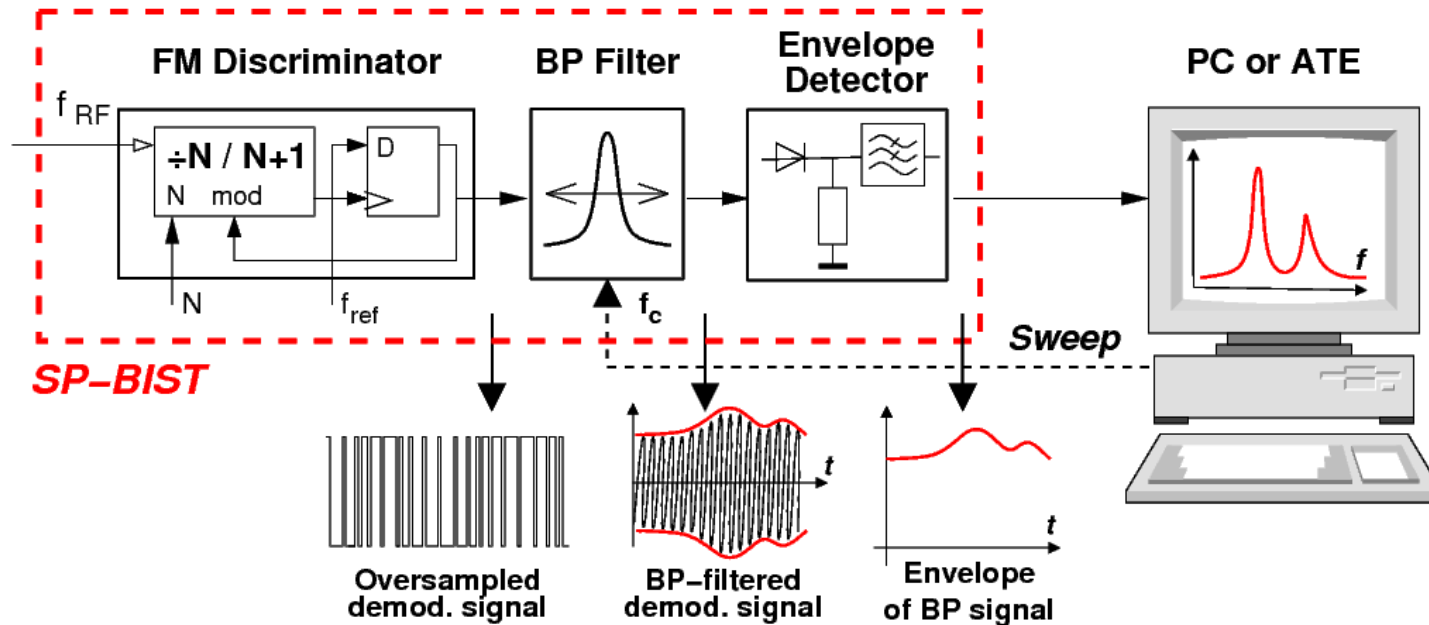 FM Discriminator
BP Filter
Envelope
Detector
PC or ATE
f RF
÷N / N+1
N mod
D
N
f ref
f c
f
Sweep
SP–BIST
t
t
Oversampled
demod. signal
BP–filtered
demod. signal
Envelope
of BP signal